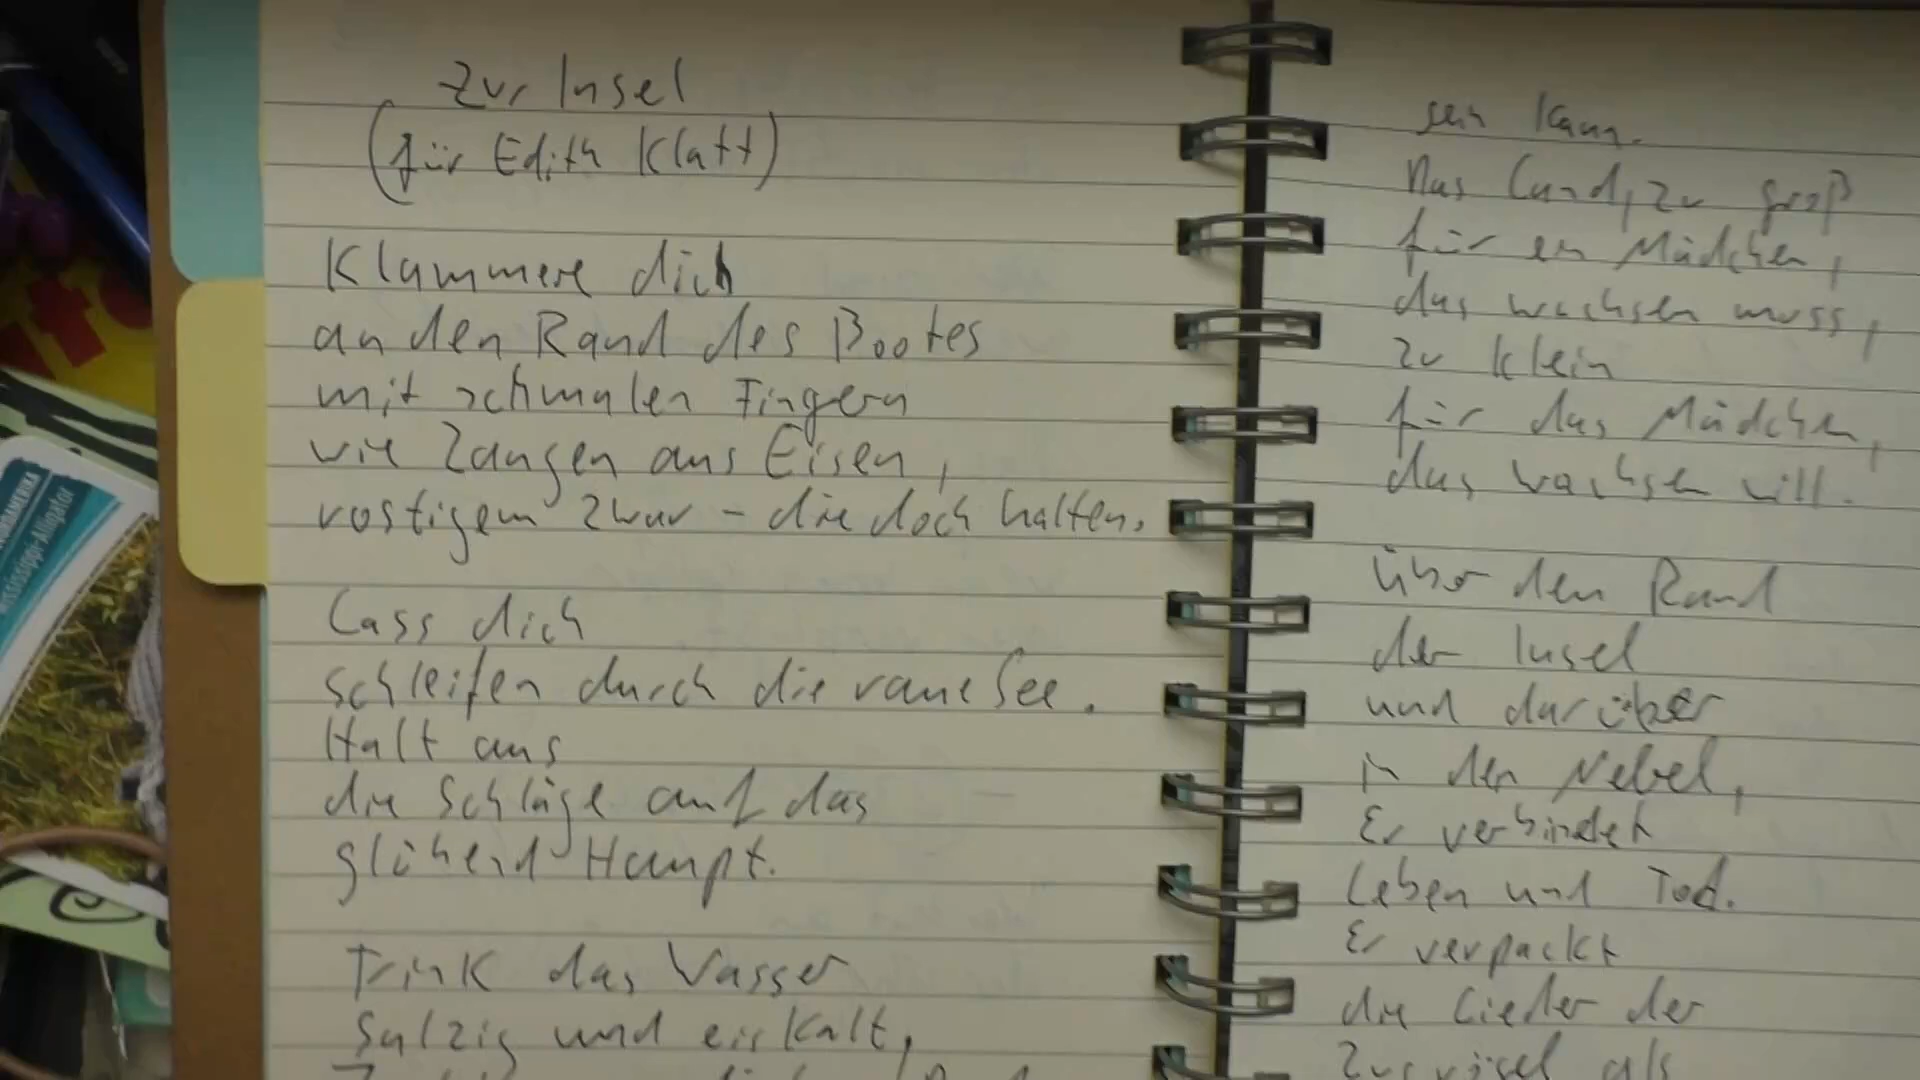 Zur Insel
(für Edith Klatt)
Klammere dich
an den Rand des Bootes
mit schmalen Fingern
wie Zangen aus Eisen,
rostigem zwar - die doch halten.
Lass dich
schleifen durch die raue See.
Halt aus
die Schläge auf das
glühend Haupt.
Trink das Wasser
salzig und eiskalt,
sein kann.
Das Land, zu groß
für ein Mädchen,
das wachsen muss,
zu klein
für das Mädchen,
das wachsen will.
Über den Rand
der Insel
und darüber
in den Nebel,
Er verbindet
Leben und Tod.
Er verpackt
die Lieder der
als
Mississippi-Alligator